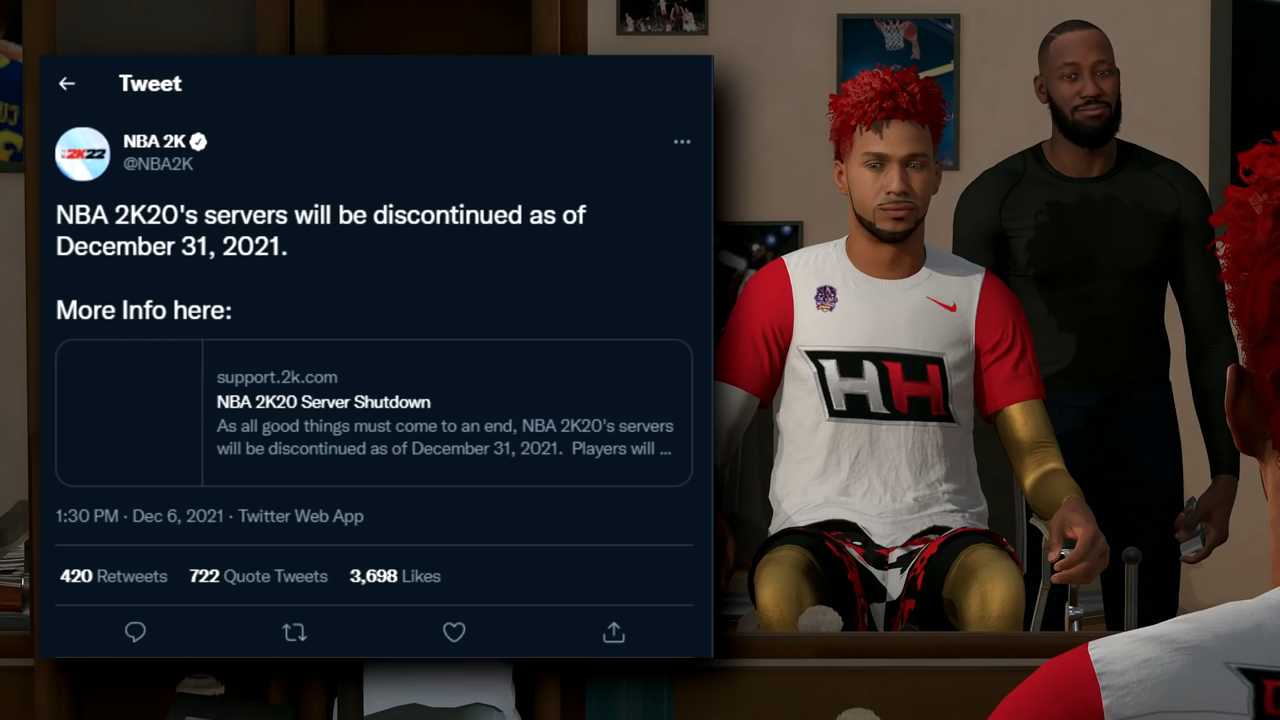 Tweet
NBA 2K
@NBA2K
2K22
NBA 2K20's servers will be discontinued as of
December 31, 2021.
More Info here:
support.2k.com
NBA 2K20 Server Shutdown
As all good things must come to an end, NBA 2K20's servers
will be discontinued as of December 31, 2021. Players will ...
1:30 PM · Dec 6, 2021 · Twitter Web App
420 Retweets 722 Quote Tweets 3,698 Likes
HH